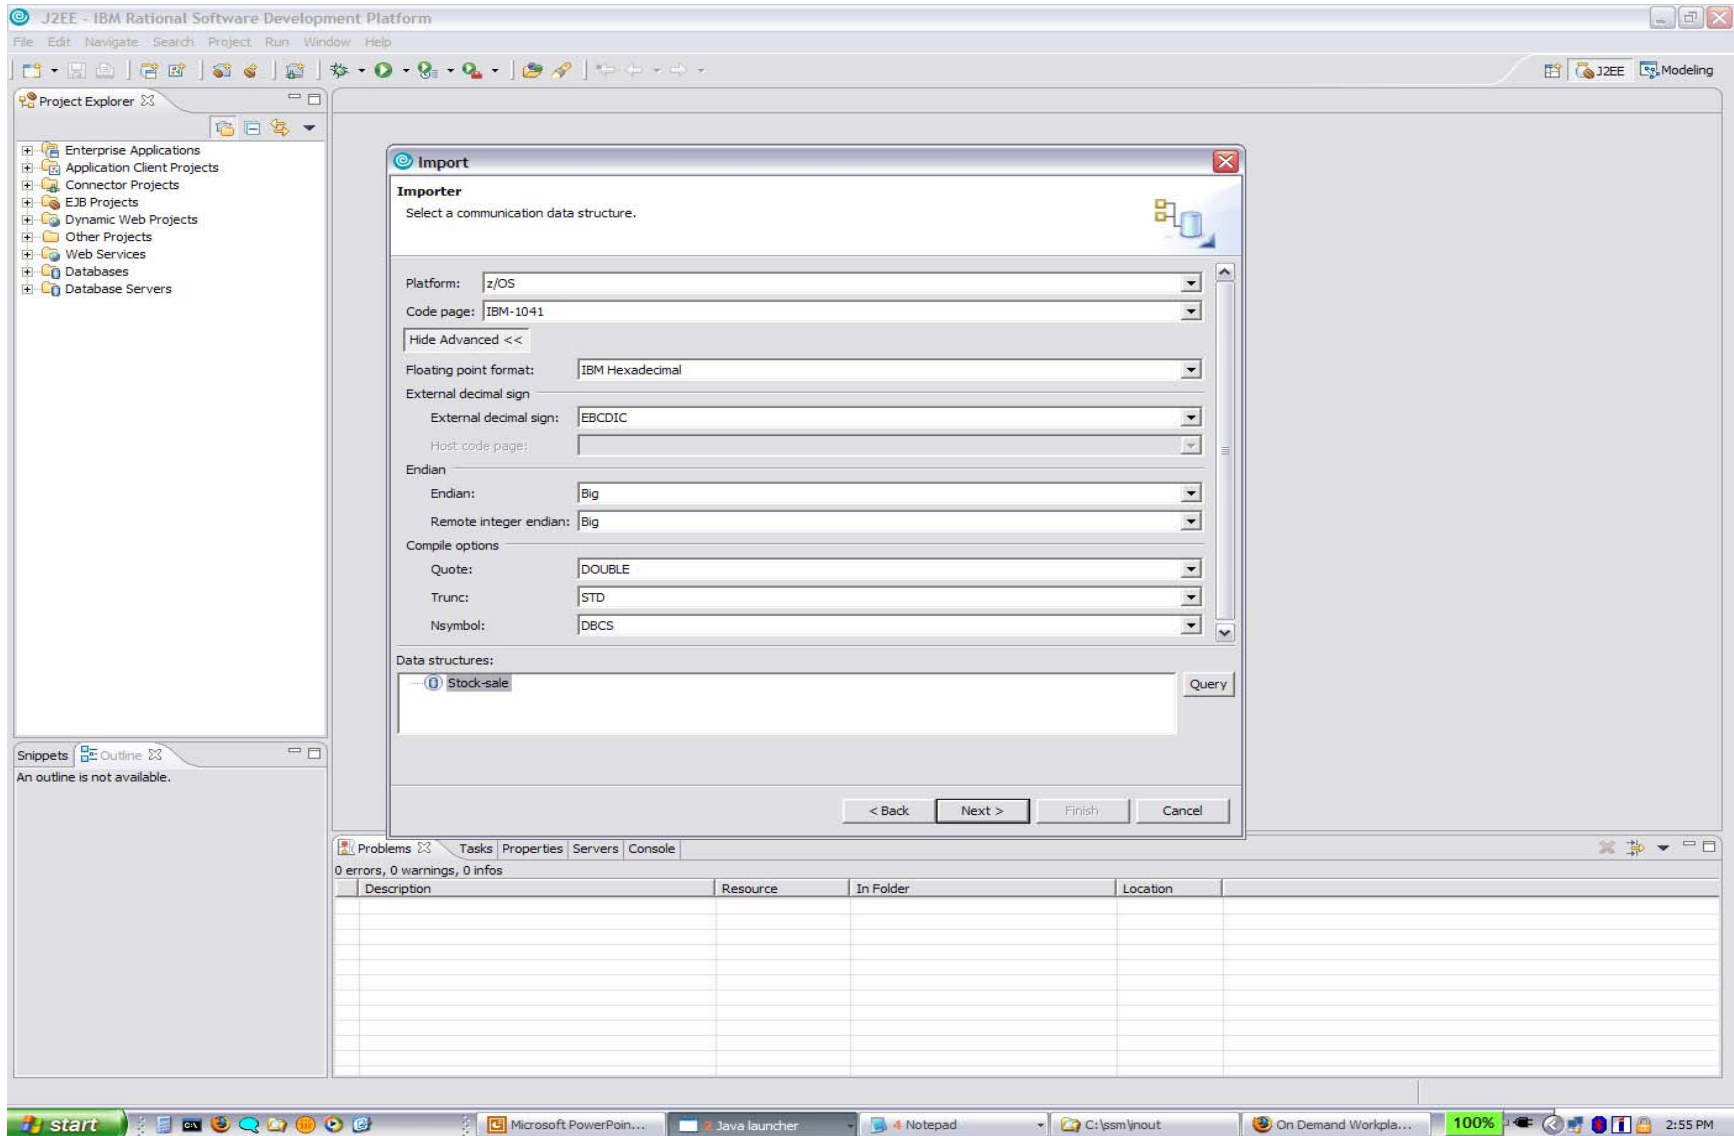 J2EE - IBM Rational Software Development Platform
File Edit Navigate Search Project Run Window Help
J2EE Modeling
Project Explorer
Enterprise Applications
Application Client Projects
Connector Projects
EJB Projects
Dynamic Web Projects
Other Projects
Web Services
Databases
Database Servers
Import
Importer
Select a communication data structure.
Platform: z/OS
Code page: IBM-1041
Hide Advanced <<
Floating point format: IBM Hexadecimal
External decimal sign
External decimal sign: EBCDIC
Host code page:
Endian
Endian: Big
Remote integer endian: Big
Compile options
Quote: DOUBLE
Trunc: STD
Nsymbol: DBCS
Data structures:
Stock-sale
Query
< Back Next > Finish Cancel
Snippets Outline
An outline is not available.
Problems Tasks Properties Servers Console
0 errors, 0 warnings, 0 infos
Description Resource In Folder Location
start Microsoft PowerPoin... 2 Java launcher 4 Notepad C:\ssm\inout On Demand Workpla... 100% 2:55 PM